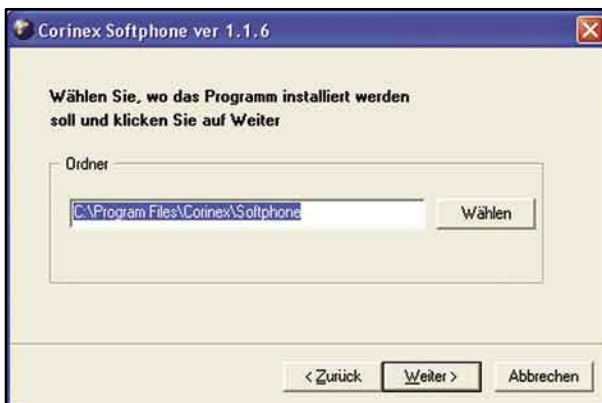 Corinex Softphone ver 1.1.6
Wählen Sie, wo das Programm installiert werden
soll und klicken Sie auf Weiter
Ordner
C:\Program Files\Corinex\Softphone
Wählen
< Zurück
Weiter >
Abbrechen